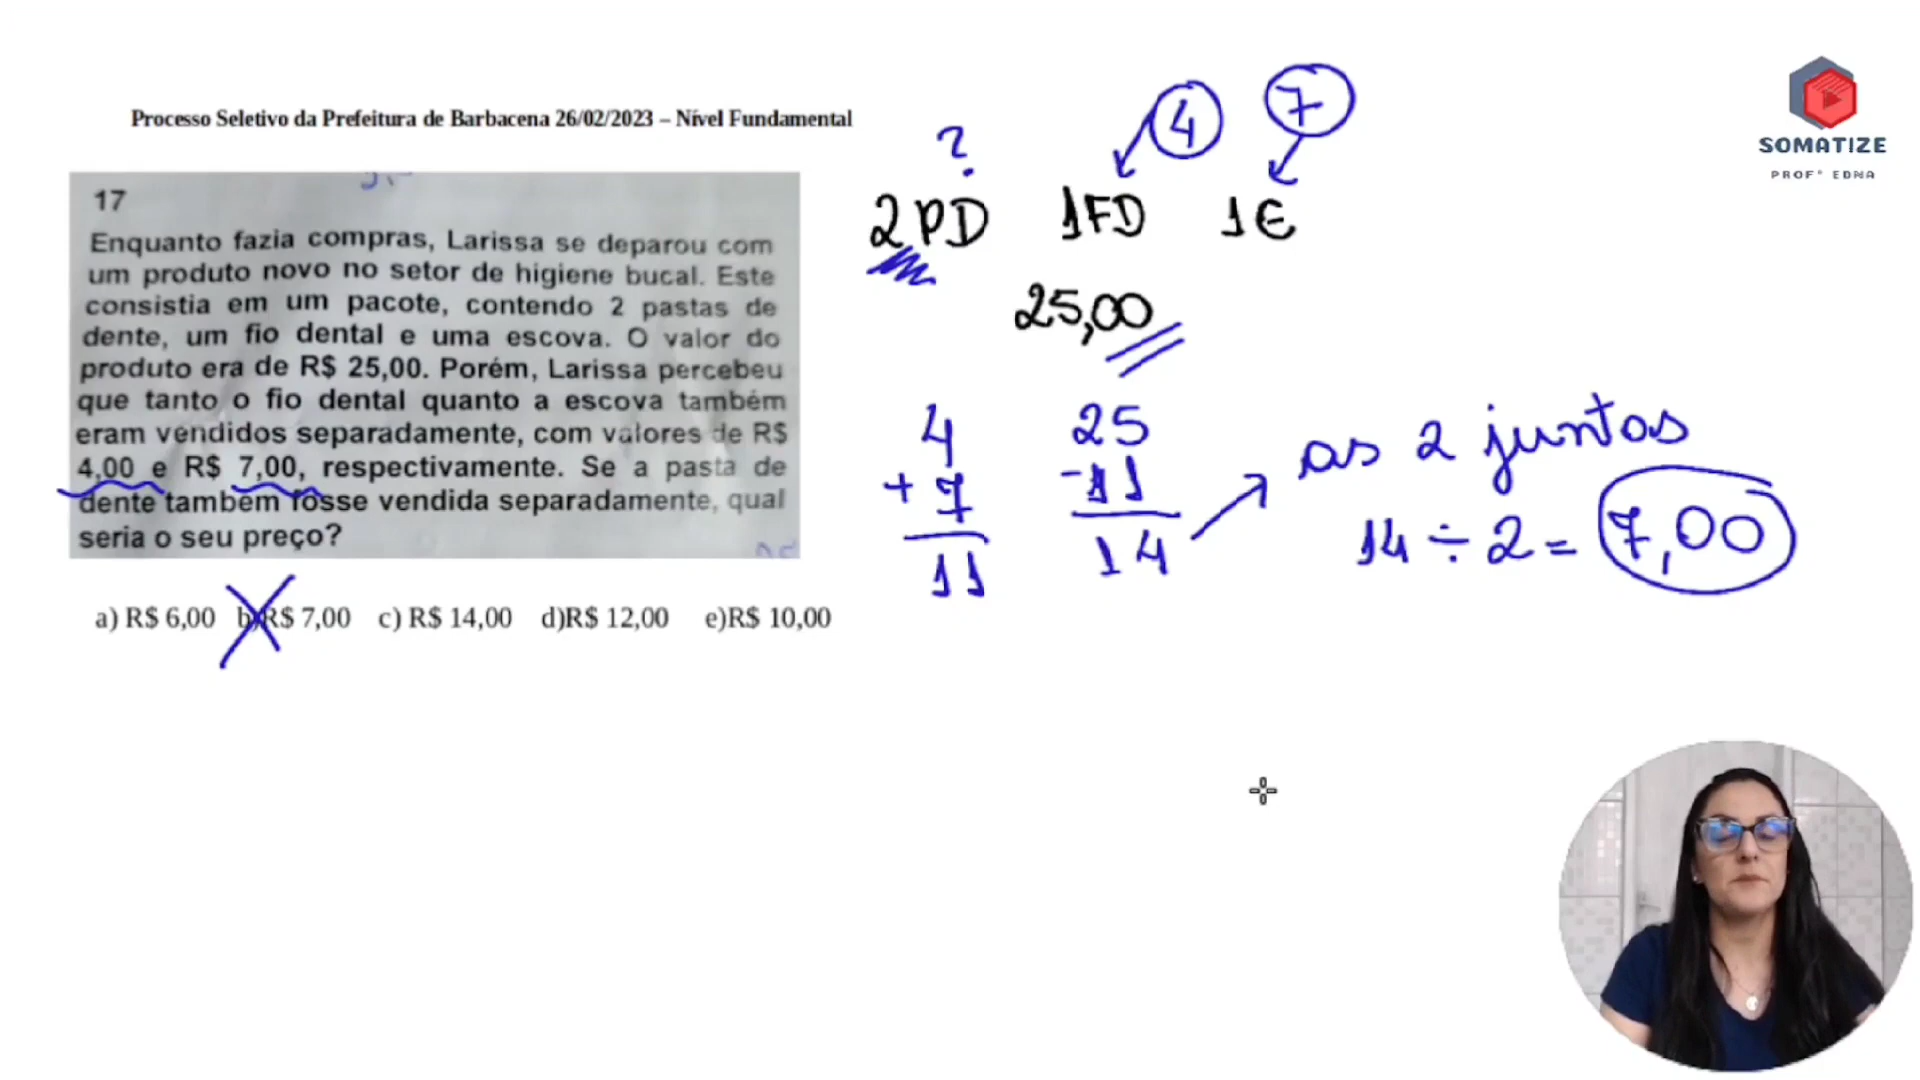 Processo Seletivo da Prefeitura de Barbacena 26/02/2023 – Nível Fundamental
17
Enquanto fazia compras, Larissa se deparou com
um produto novo no setor de higiene bucal. Este
consistia em um pacote, contendo 2 pastas de
dente, um fio dental e uma escova. O valor do
produto era de R$ 25,00. Porém, Larissa percebeu
que tanto o fio dental quanto a escova também
eram vendidos separadamente, com valores de R$
4,00 e R$ 7,00, respectivamente. Se a pasta de
dente também fosse vendida separadamente, qual
seria o seu preço?
a) R$ 6,00 b)R$ 7,00 c) R$ 14,00 d)R$ 12,00 e)R$ 10,00
? 4 7
2PD 1FD 1E
25,00
4
+ 7
11
25
-11
14
as 2 juntos
14 ÷ 2 = 7,00
SOMATIZE
PROFª EDNA